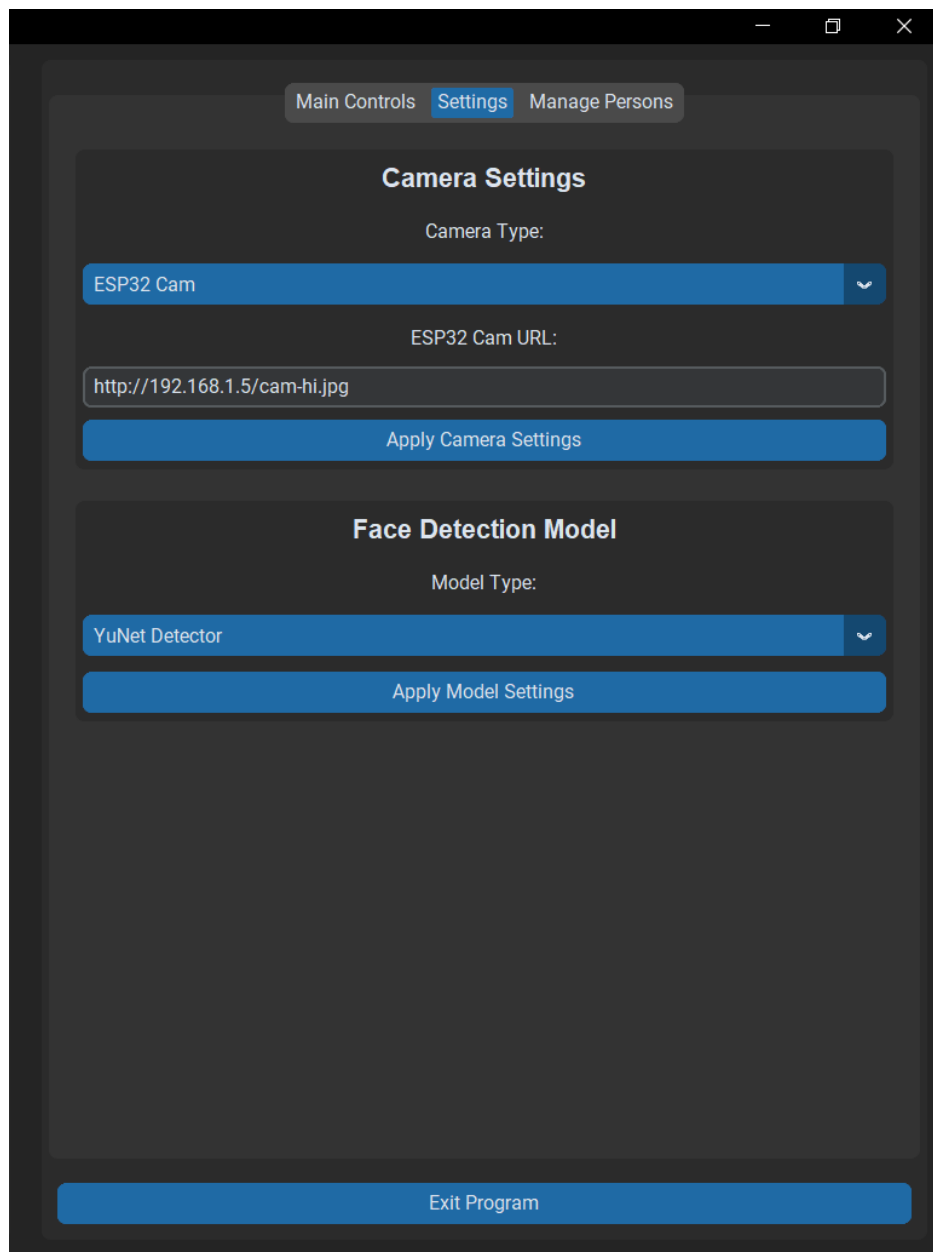 Main Controls Settings Manage Persons
Camera Settings
Camera Type:
ESP32 Cam
ESP32 Cam URL:
http://192.168.1.5/cam-hi.jpg
Apply Camera Settings
Face Detection Model
Model Type:
YuNet Detector
Apply Model Settings
Exit Program